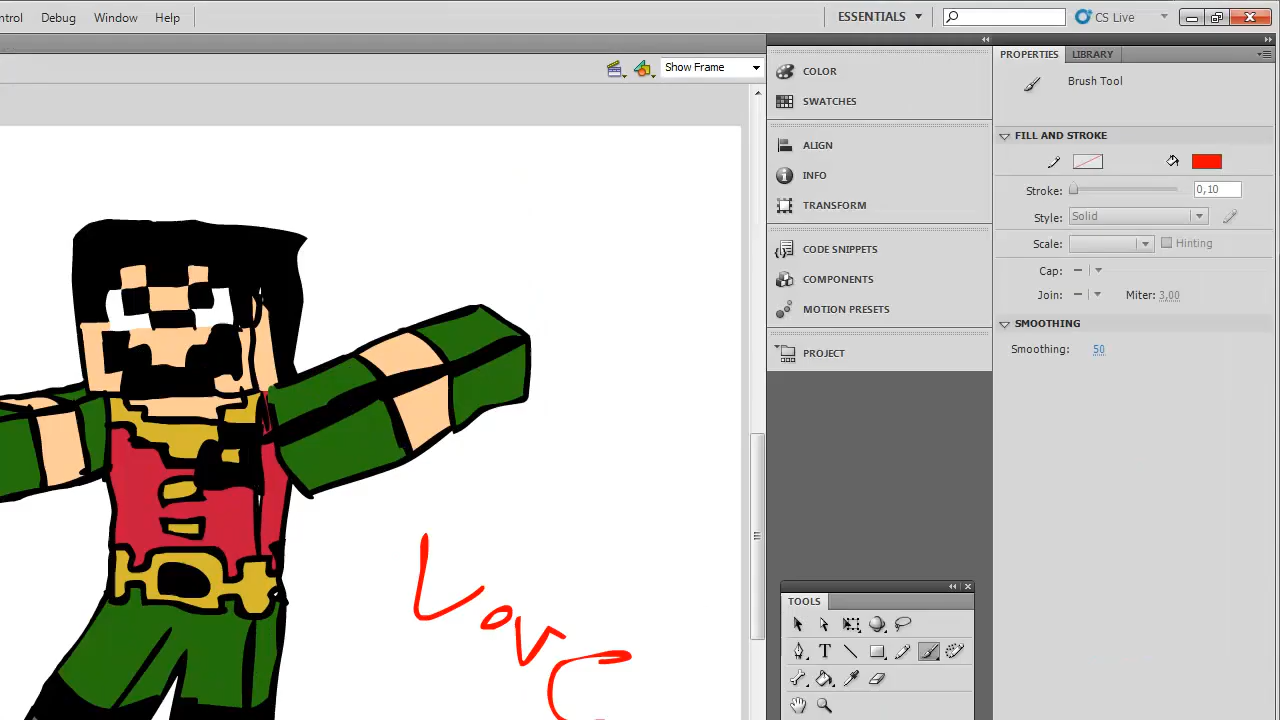 ntrol Debug Window Help ESSENTIALS CS Live
Show Frame
COLOR
SWATCHES
ALIGN
INFO
TRANSFORM
CODE SNIPPETS
COMPONENTS
MOTION PRESETS
PROJECT
PROPERTIES LIBRARY
Brush Tool
FILL AND STROKE
Stroke: 0,10
Style: Solid
Scale: Hinting
Cap:
Join: Miter: 3,00
SMOOTHING
Smoothing: 50
TOOLS